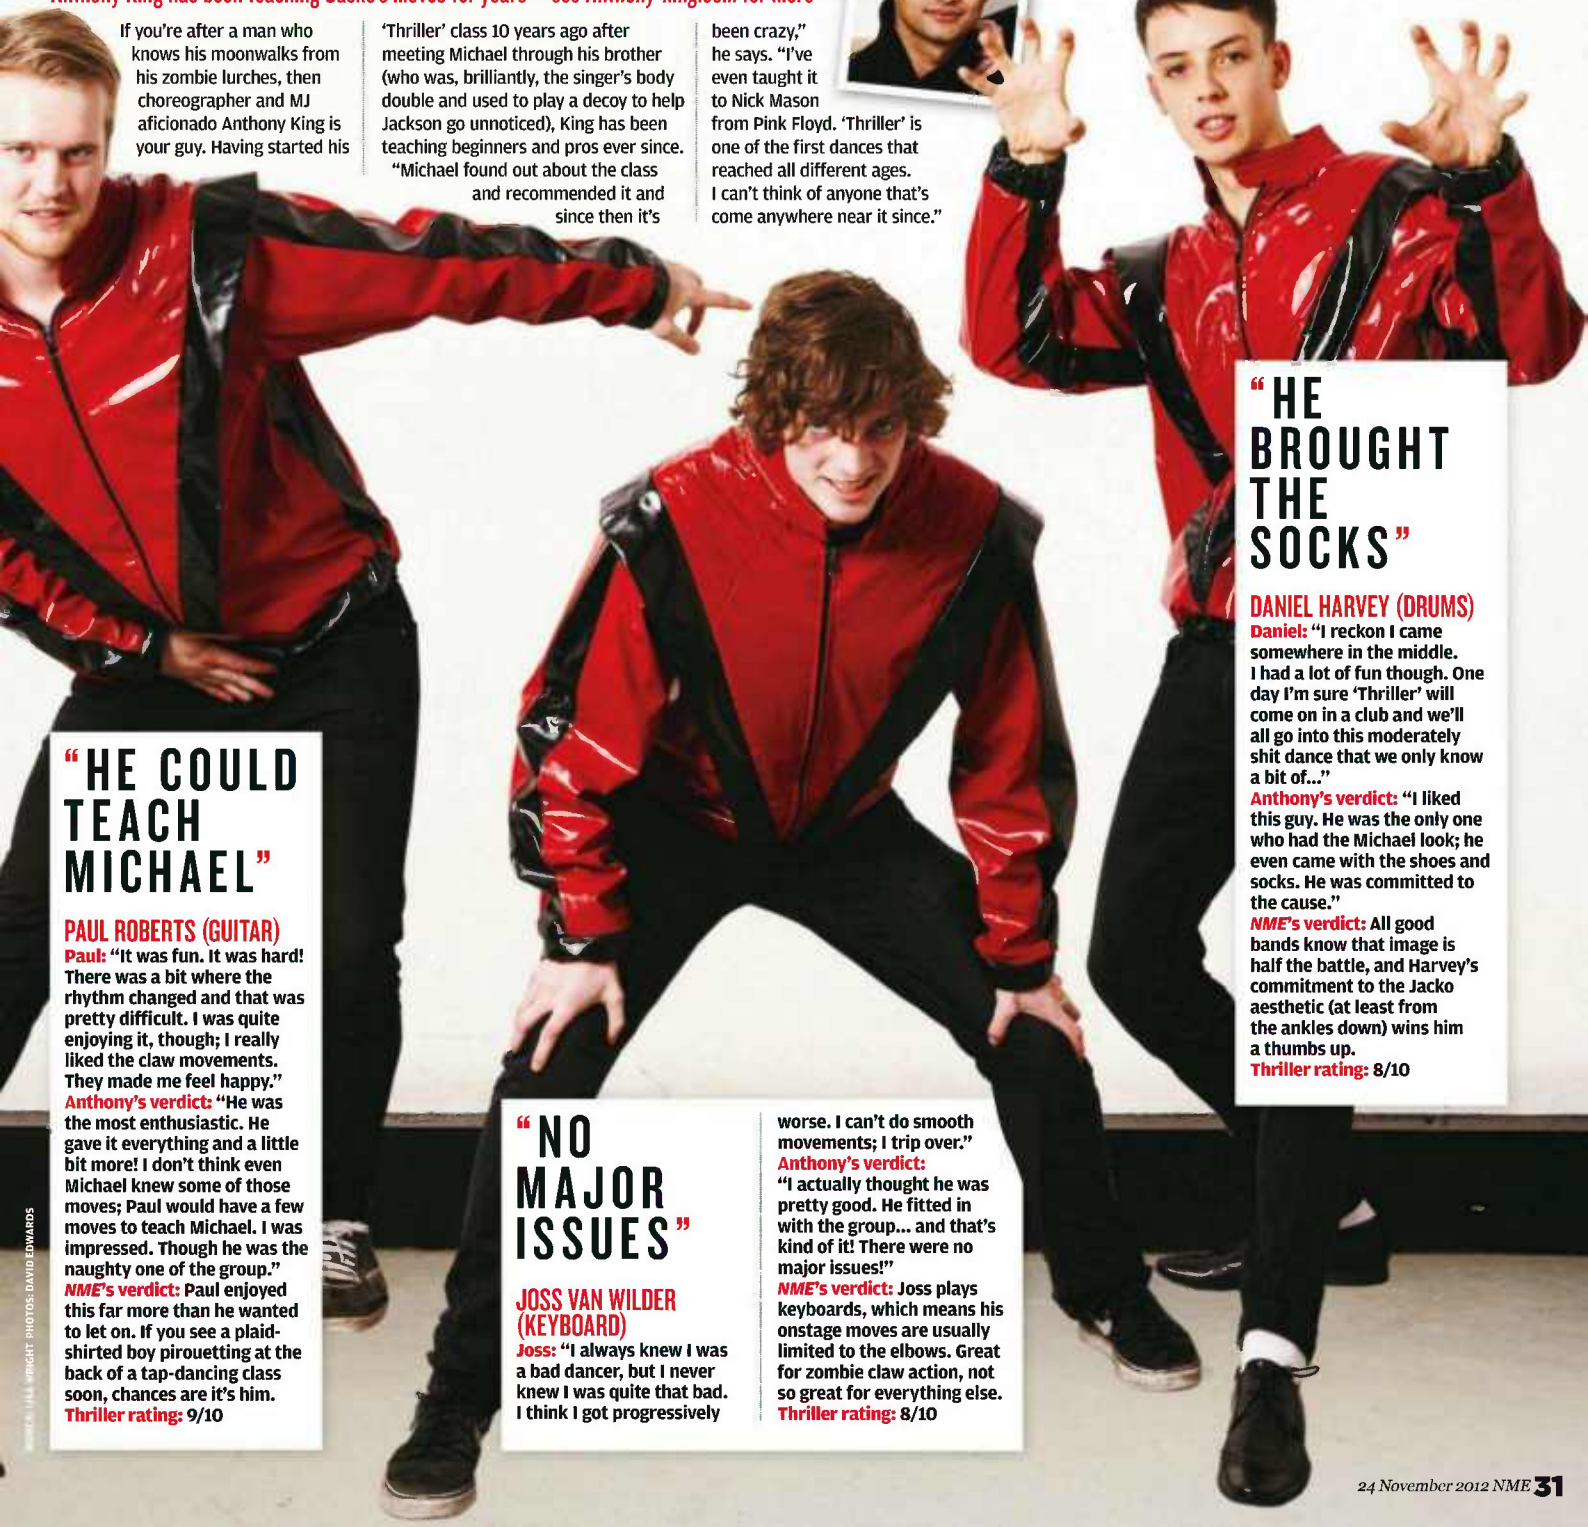 If you're after a man who
knows his moonwalks from
his zombie lurches, then
choreographer and MJ
aficionado Anthony King is
your guy. Having started his
'Thriller' class 10 years ago after
meeting Michael through his brother
(who was, brilliantly, the singer's body
double and used to play a decoy to help
Jackson go unnoticed), King has been
teaching beginners and pros ever since.
"Michael found out about the class
and recommended it and
since then it's
been crazy,"
he says. "I've
even taught it
to Nick Mason
from Pink Floyd. 'Thriller' is
one of the first dances that
reached all different ages.
I can't think of anyone that's
come anywhere near it since."
"HE COULD
TEACH
MICHAEL"
PAUL ROBERTS (GUITAR)
Paul: "It was fun. It was hard!
There was a bit where the
rhythm changed and that was
pretty difficult. I was quite
enjoying it, though; I really
liked the claw movements.
They made me feel happy."
Anthony's verdict: "He was
the most enthusiastic. He
gave it everything and a little
bit more! I don't think even
Michael knew some of those
moves; Paul would have a few
moves to teach Michael. I was
impressed. Though he was the
naughty one of the group."
NME's verdict: Paul enjoyed
this far more than he wanted
to let on. If you see a plaid-
shirted boy pirouetting at the
back of a tap-dancing class
soon, chances are it's him.
Thriller rating: 9/10
"NO
MAJOR
ISSUES"
JOSS VAN WILDER
(KEYBOARD)
Joss: "I always knew I was
a bad dancer, but I never
knew I was quite that bad.
I think I got progressively
worse. I can't do smooth
movements; I trip over."
Anthony's verdict:
"I actually thought he was
pretty good. He fitted in
with the group... and that's
kind of it! There were no
major issues!"
NME's verdict: Joss plays
keyboards, which means his
onstage moves are usually
limited to the elbows. Great
for zombie claw action, not
so great for everything else.
Thriller rating: 8/10
"HE
BROUGHT
THE
SOCKS"
DANIEL HARVEY (DRUMS)
Daniel: "I reckon I came
somewhere in the middle.
I had a lot of fun though. One
day I'm sure 'Thriller' will
come on in a club and we'll
all go into this moderately
shit dance that we only know
a bit of..."
Anthony's verdict: "I liked
this guy. He was the only one
who had the Michael look; he
even came with the shoes and
socks. He was committed to
the cause."
NME's verdict: All good
bands know that image is
half the battle, and Harvey's
commitment to the Jacko
aesthetic (at least from
the ankles down) wins him
a thumbs up.
Thriller rating: 8/10
PHOTOS: DAVID EDWARDS
24 November 2012 NME 31